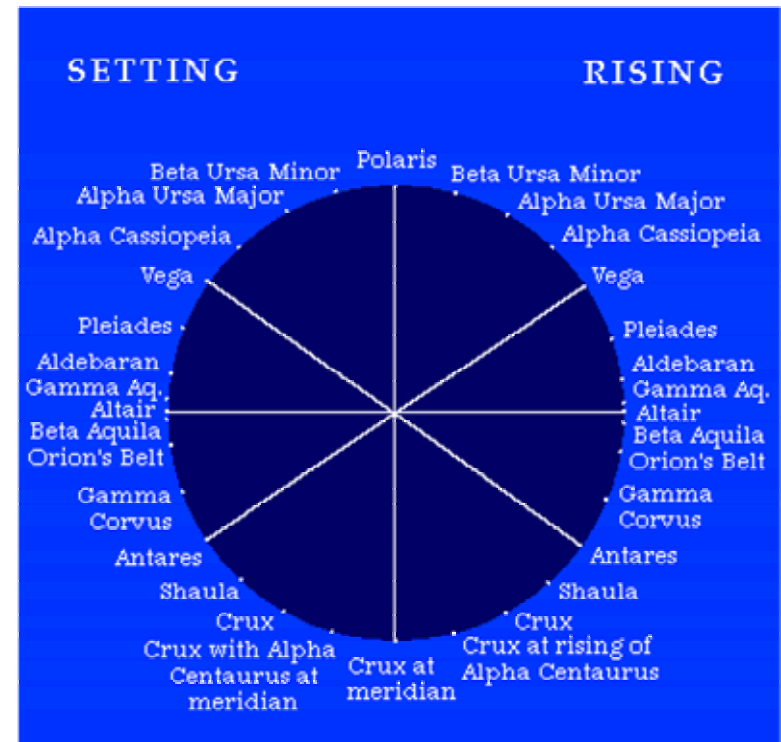 SETTING
RISING
Polaris
Beta Ursa Minor
Beta Ursa Minor
Alpha Ursa Major
Alpha Ursa Major
Alpha Cassiopeia
Alpha Cassiopeia
Vega
Vega
Pleiades
Pleiades
Aldebaran
Aldebaran
Gamma Aq.
Gamma Aq.
Altair
Altair
Beta Aquila
Beta Aquila
Orion's Belt
Orion's Belt
Gamma
Corvus
Gamma
Corvus
Antares
Antares
Shaula
Shaula
Crux
Crux
Crux with Alpha
Centaurus at
meridian
Crux at
meridian
Crux at rising of
Alpha Centaurus